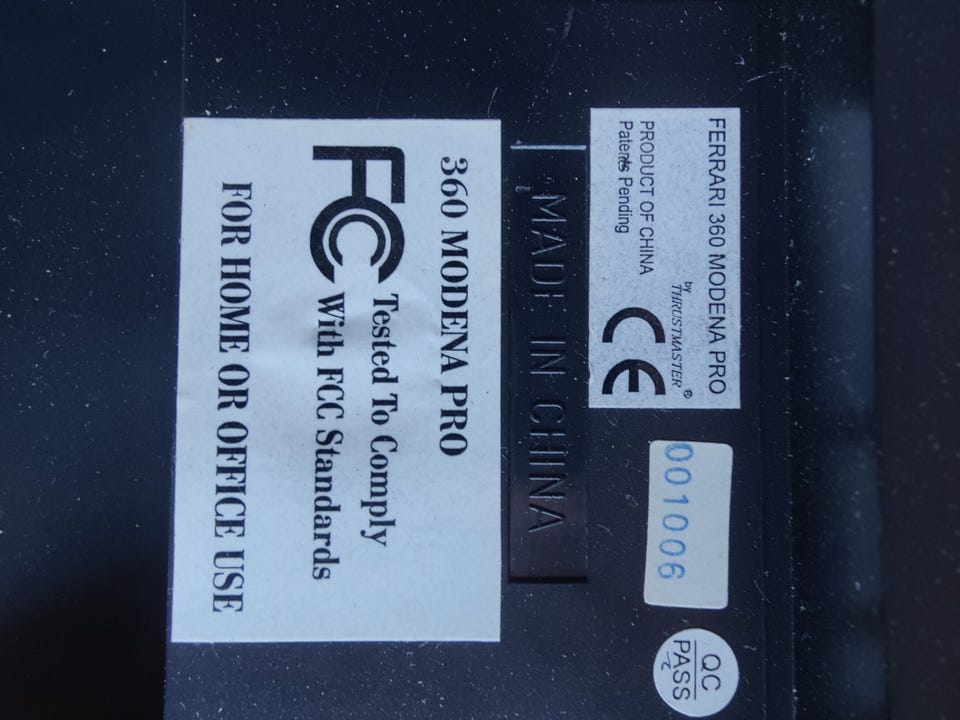 FERRARI 360 MODENA PRO
by THRUSTMASTER ®
PRODUCT OF CHINA
Patents Pending
CE
001006
QC
PASS
MADE IN CHINA
360 MODENA PRO
FC Tested To Comply
With FCC Standards
FOR HOME OR OFFICE USE